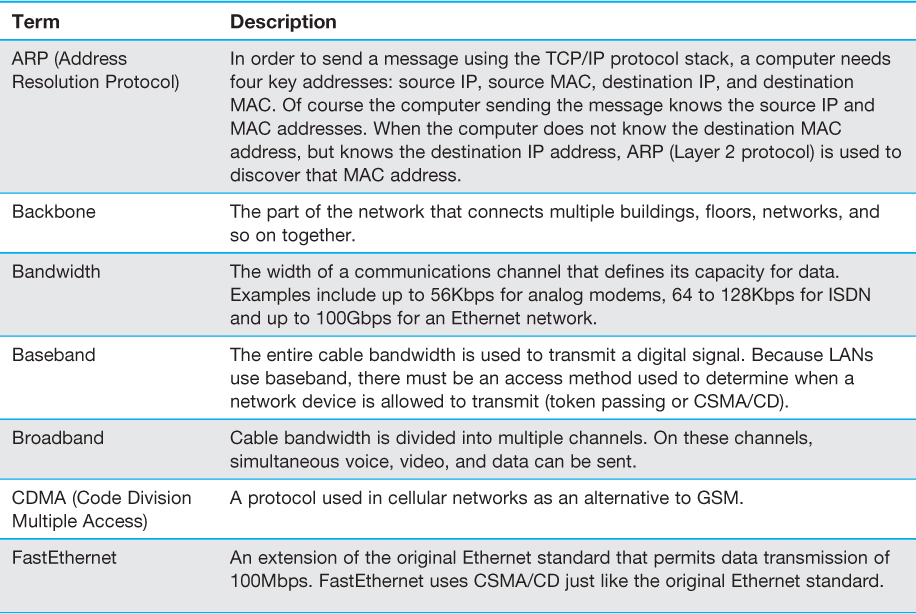 Term Description
ARP (Address In order to send a message using the TCP/IP protocol stack, a computer needs
Resolution Protocol) four key addresses: source IP, source MAC, destination IP, and destination
MAC. Of course the computer sending the message knows the source IP and
MAC addresses. When the computer does not know the destination MAC
address, but knows the destination IP address, ARP (Layer 2 protocol) is used to
discover that MAC address.
Backbone The part of the network that connects multiple buildings, floors, networks, and
so on together.
Bandwidth The width of a communications channel that defines its capacity for data.
Examples include up to 56Kbps for analog modems, 64 to 128Kbps for ISDN
and up to 100Gbps for an Ethernet network.
Baseband The entire cable bandwidth is used to transmit a digital signal. Because LANs
use baseband, there must be an access method used to determine when a
network device is allowed to transmit (token passing or CSMA/CD).
Broadband Cable bandwidth is divided into multiple channels. On these channels,
simultaneous voice, video, and data can be sent.
CDMA (Code Division A protocol used in cellular networks as an alternative to GSM.
Multiple Access)
FastEthernet An extension of the original Ethernet standard that permits data transmission of
100Mbps. FastEthernet uses CSMA/CD just like the original Ethernet standard.